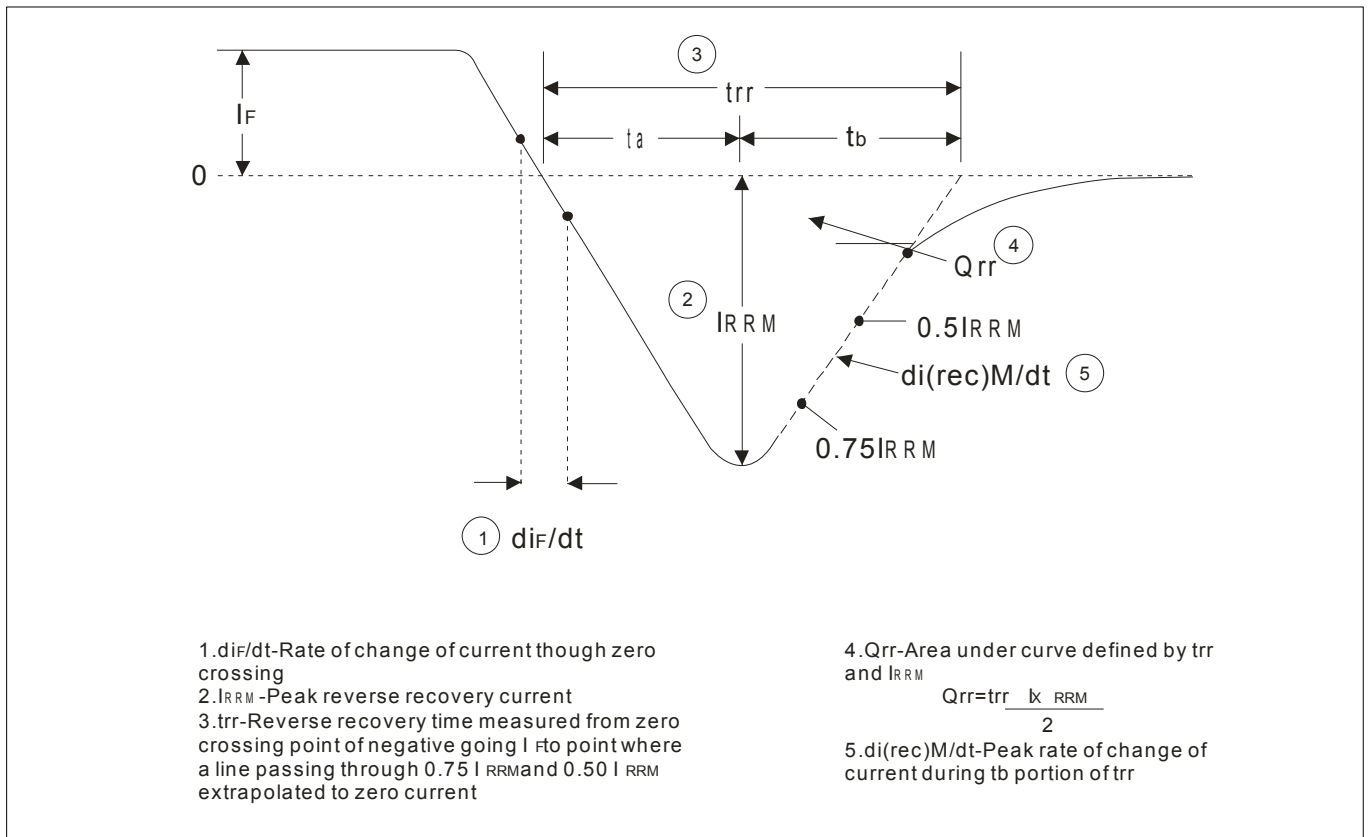 3
trr
IF
ta
tb
0
4
Qrr
2
IRRM
0.5IRRM
di(rec)M/dt 5
0.75IRRM
1 diF/dt
1.diF/dt-Rate of change of current though zero
crossing
2.IRRM-Peak reverse recovery current
3.trr-Reverse recovery time measured from zero
crossing point of negative going I Fto point where
a line passing through 0.75 I RRMand 0.50 I RRM
extrapolated to zero current
4.Qrr-Area under curve defined by trr
and IRRM
Qrr=trr IX RRM
2
5.di(rec)M/dt-Peak rate of change of
current during tb portion of trr